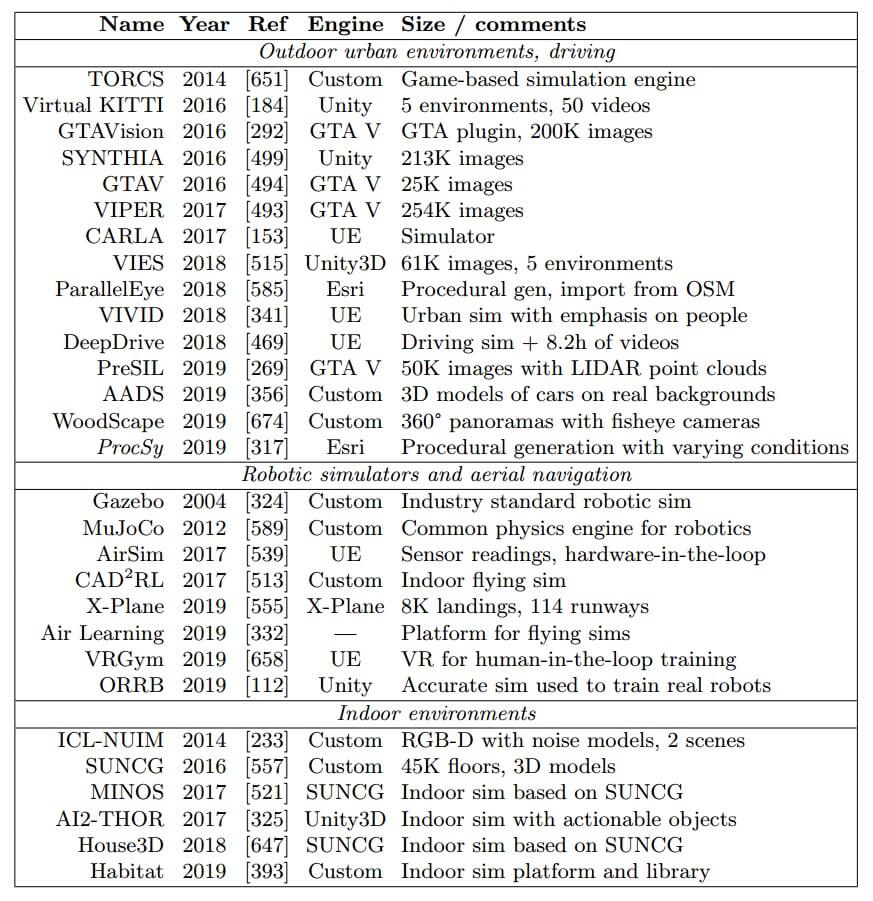 Name Year Ref Engine Size / comments
Outdoor urban environments, driving
TORCS 2014 [651] Custom Game-based simulation engine
Virtual KITTI 2016 [184] Unity 5 environments, 50 videos
GTAVision 2016 [292] GTA V GTA plugin, 200K images
SYNTHIA 2016 [499] Unity 213K images
GTAV 2016 [494] GTA V 25K images
VIPER 2017 [493] GTA V 254K images
CARLA 2017 [153] UE Simulator
VIES 2018 [515] Unity3D 61K images, 5 environments
ParallelEye 2018 [585] Esri Procedural gen, import from OSM
VIVID 2018 [341] UE Urban sim with emphasis on people
DeepDrive 2018 [469] UE Driving sim + 8.2h of videos
PreSIL 2019 [269] GTA V 50K images with LIDAR point clouds
AADS 2019 [356] Custom 3D models of cars on real backgrounds
WoodScape 2019 [674] Custom 360° panoramas with fisheye cameras
ProcSy 2019 [317] Esri Procedural generation with varying conditions
Robotic simulators and aerial navigation
Gazebo 2004 [324] Custom Industry standard robotic sim
MuJoCo 2012 [589] Custom Common physics engine for robotics
AirSim 2017 [539] UE Sensor readings, hardware-in-the-loop
CAD²RL 2017 [513] Custom Indoor flying sim
X-Plane 2019 [555] X-Plane 8K landings, 114 runways
Air Learning 2019 [332] — Platform for flying sims
VRGym 2019 [658] UE VR for human-in-the-loop training
ORRB 2019 [112] Unity Accurate sim used to train real robots
Indoor environments
ICL-NUIM 2014 [233] Custom RGB-D with noise models, 2 scenes
SUNCG 2016 [557] Custom 45K floors, 3D models
MINOS 2017 [521] SUNCG Indoor sim based on SUNCG
AI2-THOR 2017 [325] Unity3D Indoor sim with actionable objects
House3D 2018 [647] SUNCG Indoor sim based on SUNCG
Habitat 2019 [393] Custom Indoor sim platform and library